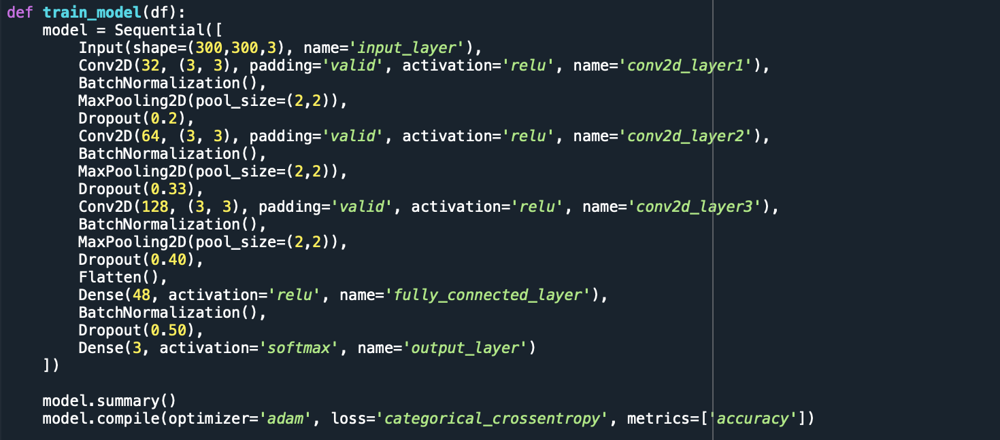 def train_model(df):
    model = Sequential([
        Input(shape=(300,300,3), name='input_layer'),
        Conv2D(32, (3, 3), padding='valid', activation='relu', name='conv2d_layer1'),
        BatchNormalization(),
        MaxPooling2D(pool_size=(2,2)),
        Dropout(0.2),
        Conv2D(64, (3, 3), padding='valid', activation='relu', name='conv2d_layer2'),
        BatchNormalization(),
        MaxPooling2D(pool_size=(2,2)),
        Dropout(0.33),
        Conv2D(128, (3, 3), padding='valid', activation='relu', name='conv2d_layer3'),
        BatchNormalization(),
        MaxPooling2D(pool_size=(2,2)),
        Dropout(0.40),
        Flatten(),
        Dense(48, activation='relu', name='fully_connected_layer'),
        BatchNormalization(),
        Dropout(0.50),
        Dense(3, activation='softmax', name='output_layer')
    ])
    model.summary()
    model.compile(optimizer='adam', loss='categorical_crossentropy', metrics=['accuracy'])